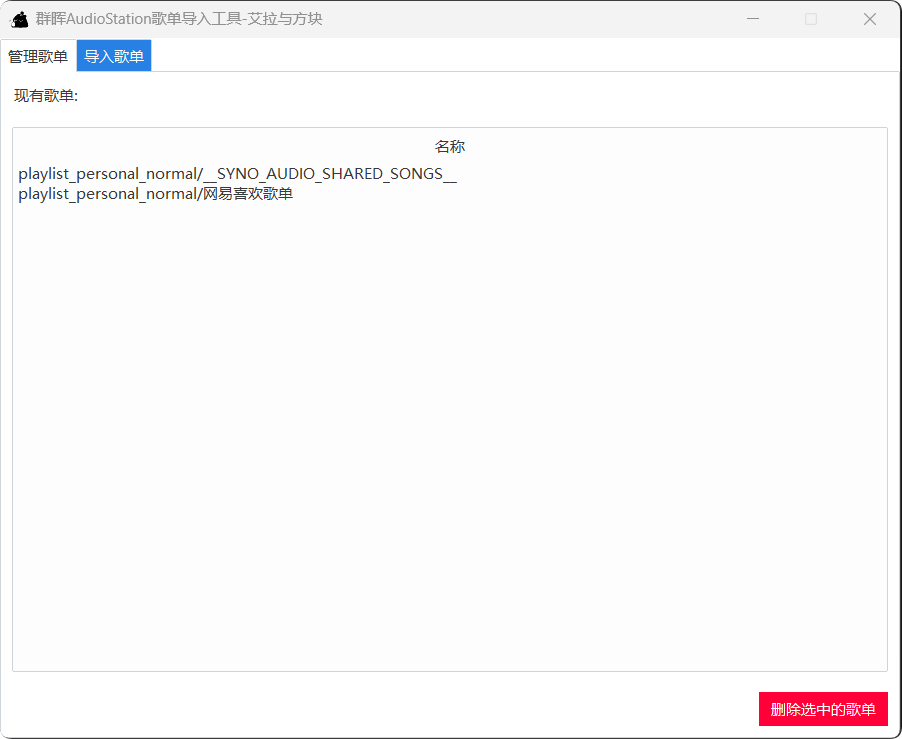 群晖AudioStation歌单导入工具-艾拉与方块
管理歌单 导入歌单
现有歌单:
名称
playlist_personal_normal/__SYNO_AUDIO_SHARED_SONGS__
playlist_personal_normal/网易喜欢歌单
删除选中的歌单